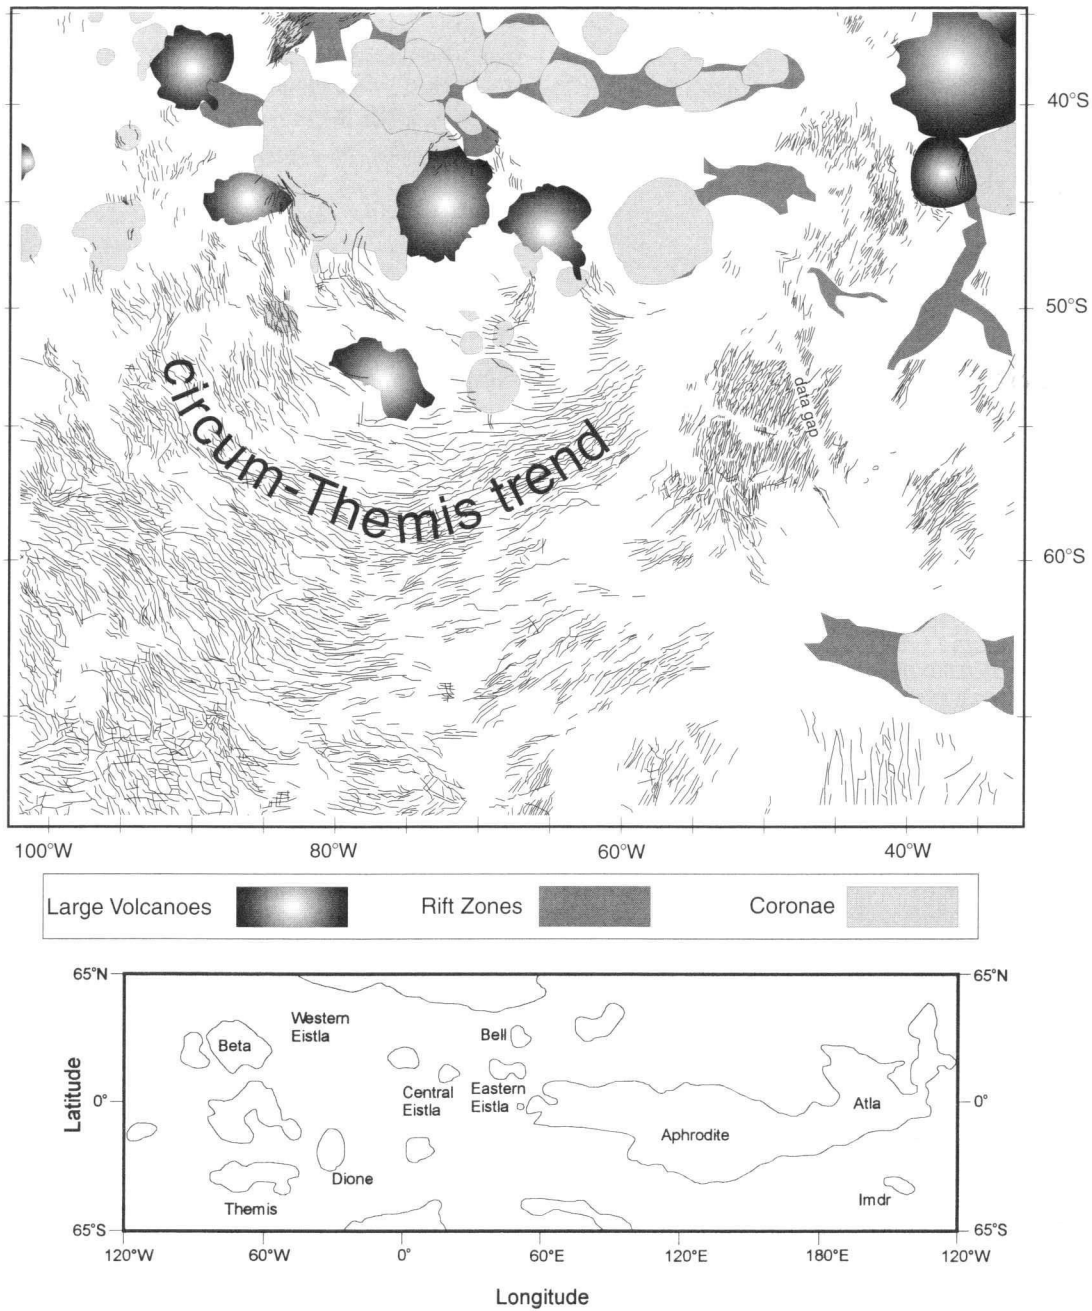 40°S
50°S
circum-Themis trend
data gap
60°S
100°W 80°W 60°W 40°W
Large Volcanoes Rift Zones Coronae
65°N 65°N
Western
Eistla
Beta
Bell
Central
Eistla
Eastern
Eistla
Latitude
0° 0°
Atla
Aphrodite
Dione
Themis
Imdr
65°S 65°S
120°W 60°W 0° 60°E 120°E 180°E 120°W
Longitude